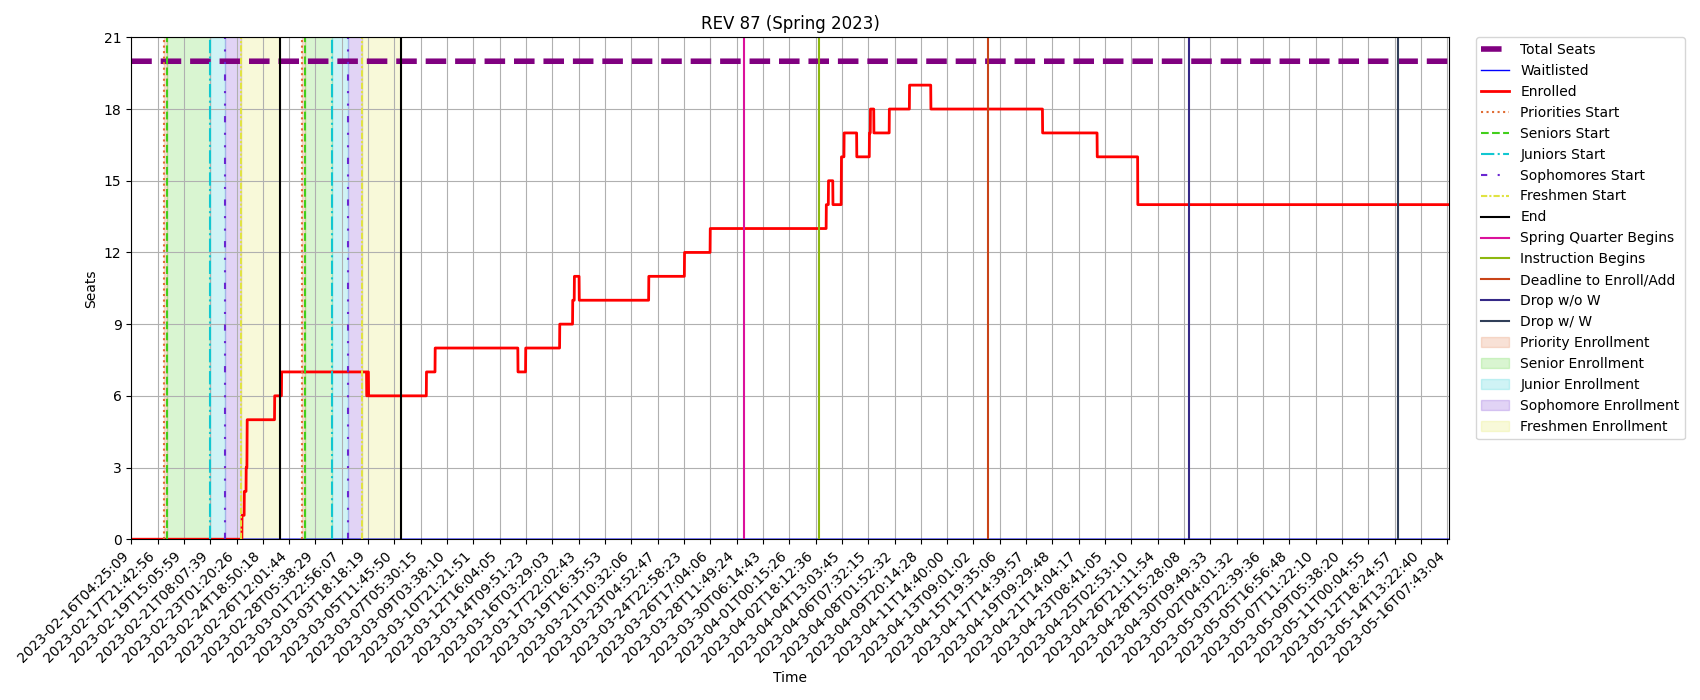 REV 87 (Spring 2023)
Seats
21
18
15
12
9
6
3
0
2023-02-16T04:25:09
2023-02-17T21:42:56
2023-02-19T15:05:59
2023-02-21T08:07:39
2023-02-23T01:20:26
2023-02-24T18:50:18
2023-02-26T12:01:44
2023-02-28T05:38:29
2023-03-01T22:56:07
2023-03-03T18:18:19
2023-03-05T11:45:50
2023-03-07T05:30:15
2023-03-09T03:38:10
2023-03-10T21:21:51
2023-03-12T16:04:05
2023-03-14T09:51:23
2023-03-16T03:29:03
2023-03-17T22:02:43
2023-03-19T16:35:53
2023-03-21T10:32:06
2023-03-23T04:52:47
2023-03-24T22:58:23
2023-03-26T17:04:06
2023-03-28T11:49:24
2023-03-30T06:14:43
2023-04-01T00:15:26
2023-04-02T18:12:36
2023-04-04T13:03:45
2023-04-06T07:32:15
2023-04-08T01:52:32
2023-04-09T20:14:28
2023-04-11T14:40:00
2023-04-13T09:01:02
2023-04-15T19:35:06
2023-04-17T14:39:57
2023-04-19T09:29:48
2023-04-21T14:04:17
2023-04-23T08:41:05
2023-04-25T02:53:10
2023-04-26T21:11:54
2023-04-28T15:28:08
2023-04-30T09:49:33
2023-05-02T04:01:32
2023-05-03T22:39:36
2023-05-05T16:56:48
2023-05-07T11:22:10
2023-05-09T05:38:20
2023-05-11T00:04:55
2023-05-12T18:24:57
2023-05-14T13:22:40
2023-05-16T07:43:04
Time
Total Seats
Waitlisted
Enrolled
Priorities Start
Seniors Start
Juniors Start
Sophomores Start
Freshmen Start
End
Spring Quarter Begins
Instruction Begins
Deadline to Enroll/Add
Drop w/o W
Drop w/ W
Priority Enrollment
Senior Enrollment
Junior Enrollment
Sophomore Enrollment
Freshmen Enrollment